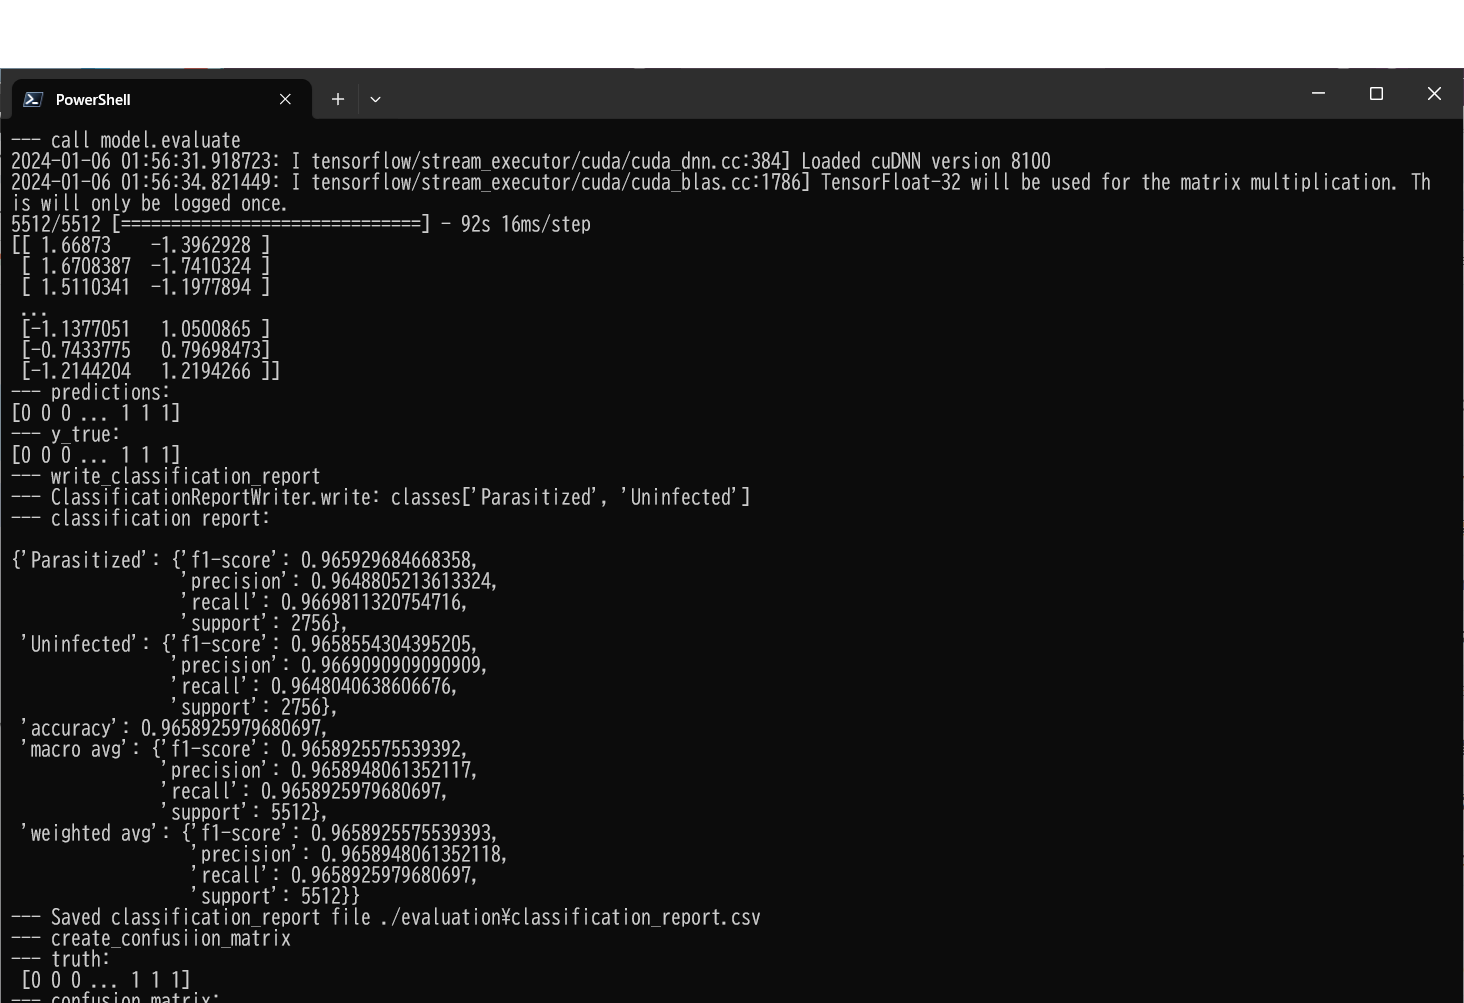 PowerShell
--- call model.evaluate
2024-01-06 01:56:31.918723: I tensorflow/stream_executor/cuda/cuda_dnn.cc:384] Loaded cuDNN version 8100
2024-01-06 01:56:34.821449: I tensorflow/stream_executor/cuda/cuda_blas.cc:1786] TensorFloat-32 will be used for the matrix multiplication. Th
is will only be logged once.
5512/5512 [==============================] - 92s 16ms/step
[[ 1.66873    -1.3962928 ]
 [ 1.6708387  -1.7410324 ]
 [ 1.5110341  -1.1977894 ]
 ...
 [-1.1377051   1.0500865 ]
 [-0.7433775   0.79698473]
 [-1.2144204   1.2194266 ]]
--- predictions:
[0 0 0 ... 1 1 1]
--- y_true:
[0 0 0 ... 1 1 1]
--- write_classification_report
--- ClassificationReportWriter.write: classes['Parasitized', 'Uninfected']
--- classification report:
{'Parasitized': {'f1-score': 0.965929684668358,
                 'precision': 0.9648805213613324,
                 'recall': 0.9669811320754716,
                 'support': 2756},
 'Uninfected': {'f1-score': 0.9658554304395205,
                'precision': 0.9669090909090909,
                'recall': 0.9648040638606676,
                'support': 2756},
 'accuracy': 0.9658925979680697,
 'macro avg': {'f1-score': 0.9658925575539392,
               'precision': 0.9658948061352117,
               'recall': 0.9658925979680697,
               'support': 5512},
 'weighted avg': {'f1-score': 0.9658925575539393,
                  'precision': 0.9658948061352118,
                  'recall': 0.9658925979680697,
                  'support': 5512}}
--- Saved classification_report file ./evaluation¥classification_report.csv
--- create_confusiion_matrix
--- truth:
 [0 0 0 ... 1 1 1]
--- confusion_matrix: